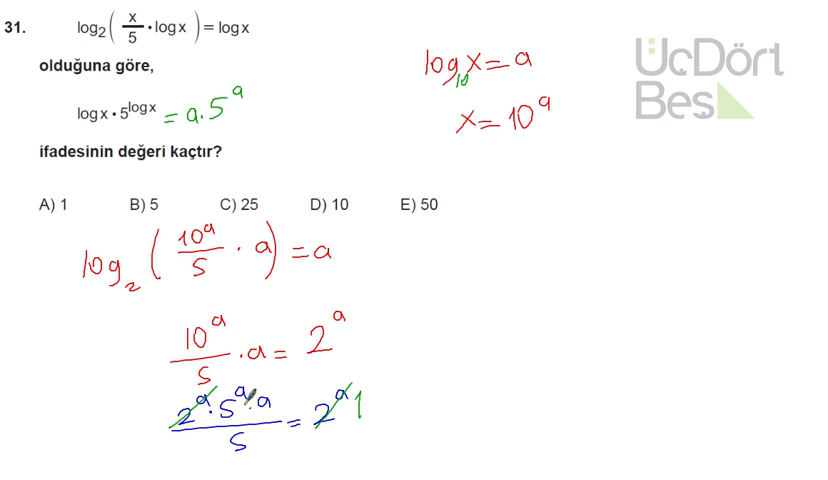 31. log₂( x/5 • log x ) = log x
olduğuna göre,
log x • 5^(log x) = a.5^a
ifadesinin değeri kaçtır?
A) 1 B) 5 C) 25 D) 10 E) 50
log₁₀ x = a
x = 10^a
ÜçDört
Beş
log₂ ( 10^a/5 . a ) = a
10^a/5 . a = 2^a
2^a . 5^a . a / 5 = 2^a 1